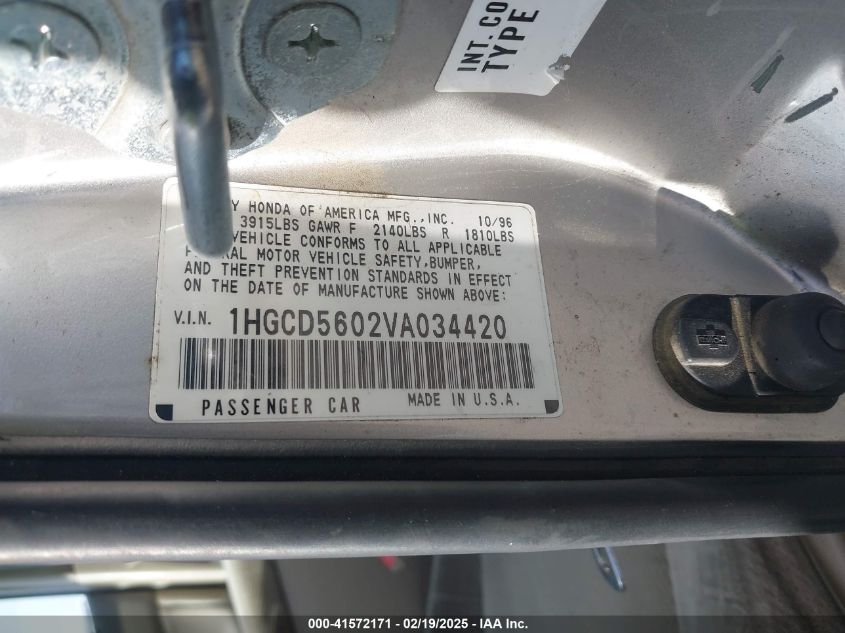 INT.CO
TYPE
Y HONDA OF AMERICA MFG.,INC. 10/96
3915LBS GAWR F 2140LBS R 1810LBS
VEHICLE CONFORMS TO ALL APPLICABLE
MOTOR VEHICLE SAFETY,BUMPER,
AND THEFT PREVENTION STANDARDS IN EFFECT
ON THE DATE OF MANUFACTURE SHOWN ABOVE:
V.I.N. 1HGCD5602VA034420
PASSENGER CAR MADE IN U.S.A.
000-41572171 - 02/19/2025 - IAA Inc.